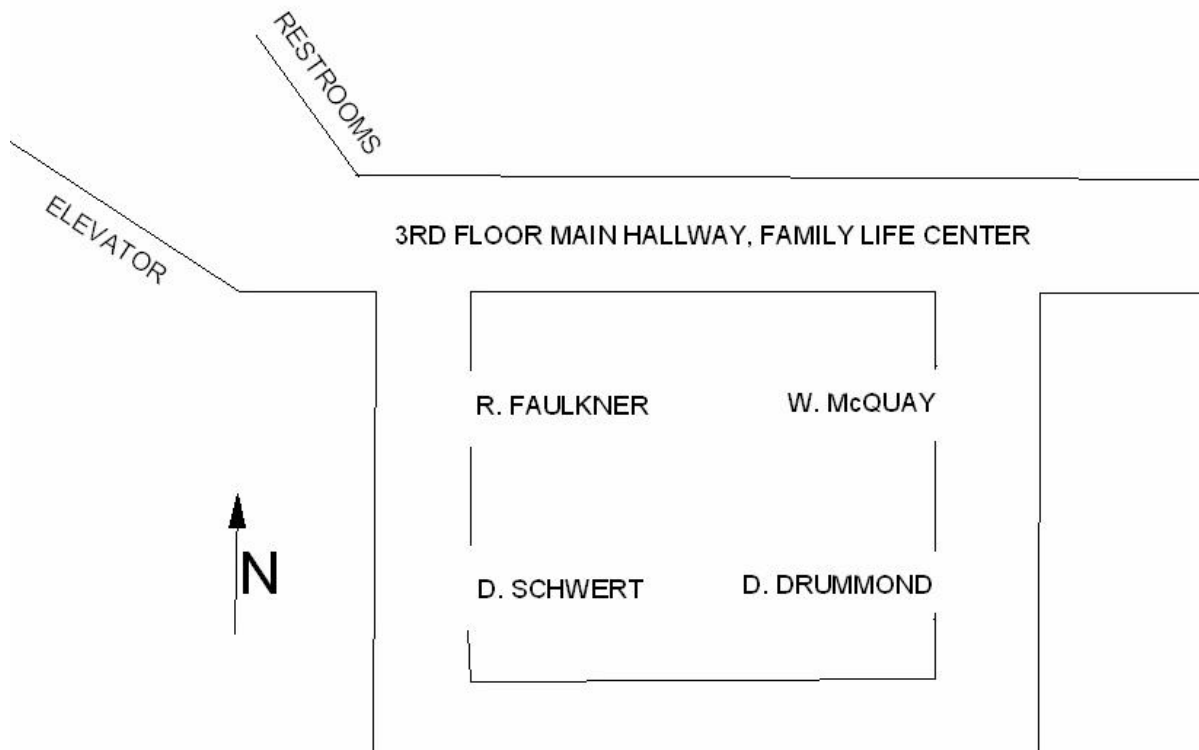 RESTROOMS
ELEVATOR
3RD FLOOR MAIN HALLWAY, FAMILY LIFE CENTER
R. FAULKNER
W. McQUAY
N
D. SCHWERT
D. DRUMMOND